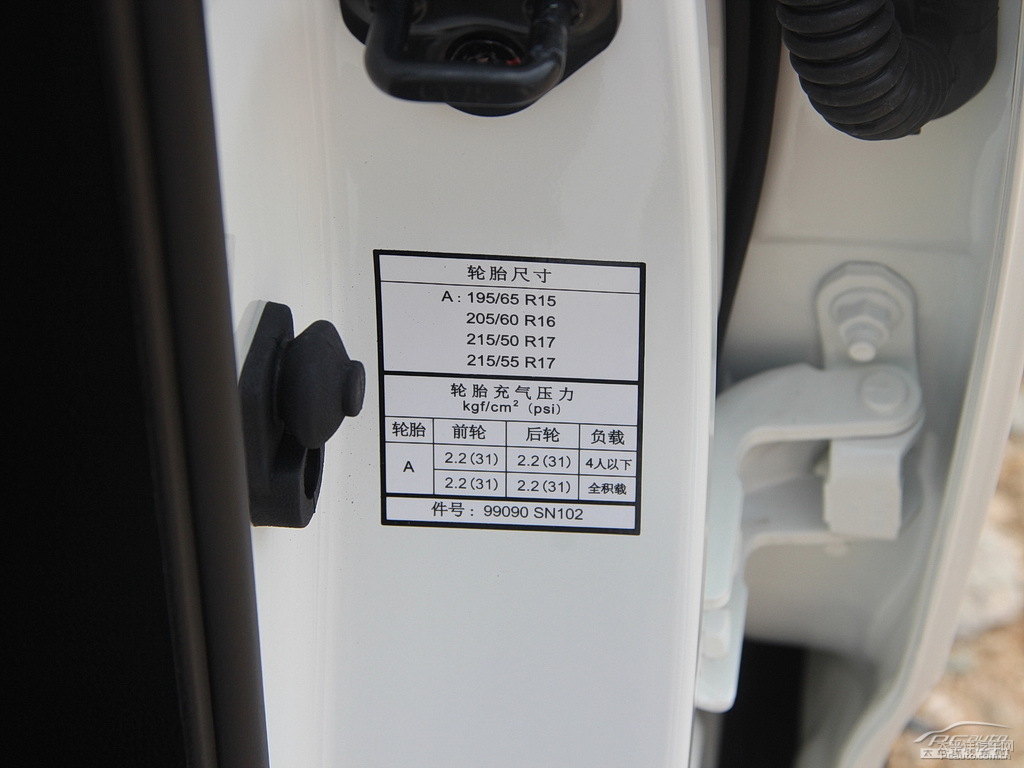 轮胎尺寸
A : 195/65 R15
205/60 R16
215/50 R17
215/55 R17
轮胎充气压力
kgf/cm² (psi)
轮胎 前轮 后轮 负载
A 2.2 (31) 2.2 (31) 4人以下
2.2 (31) 2.2 (31) 全积载
件号 : 99090 SN102